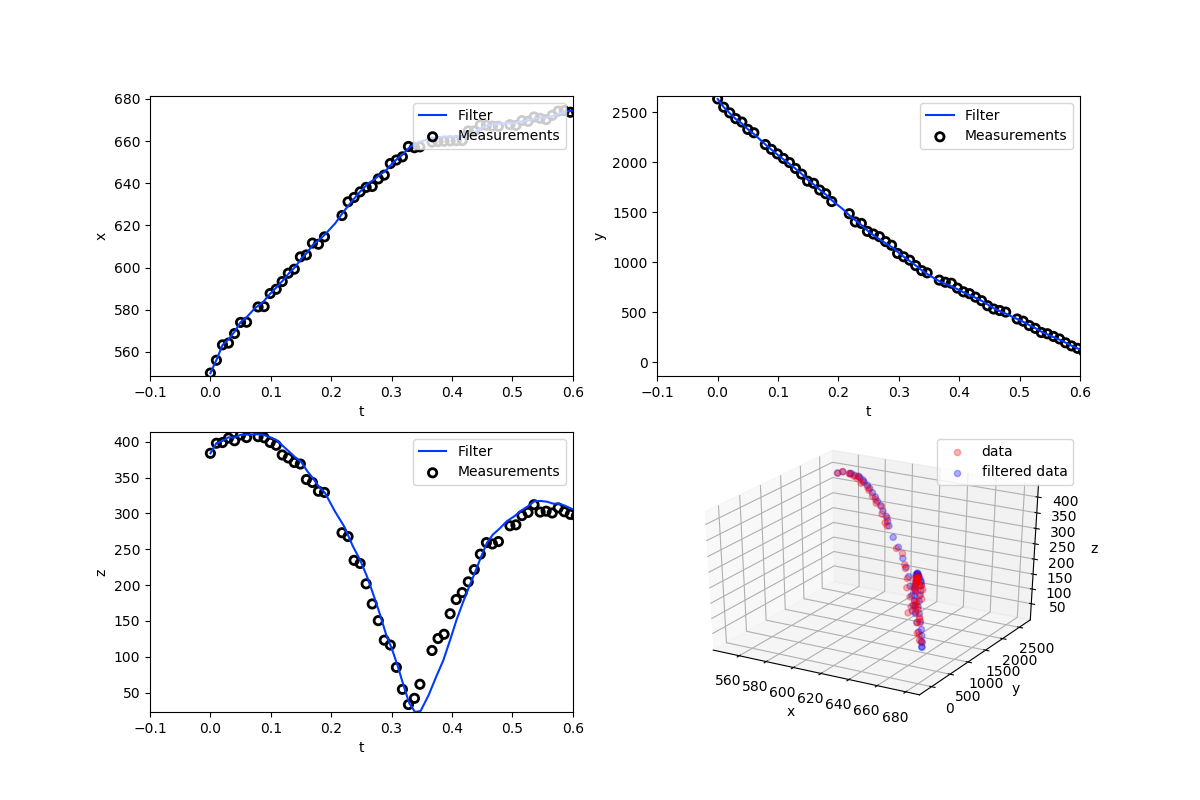 680
660
640
620
600
580
560
x
−0.1 0.0 0.1 0.2 0.3 0.4 0.5 0.6
t
Filter
Measurements
2500
2000
1500
1000
500
0
y
−0.1 0.0 0.1 0.2 0.3 0.4 0.5 0.6
t
Filter
Measurements
400
350
300
250
200
150
100
50
z
−0.1 0.0 0.1 0.2 0.3 0.4 0.5 0.6
t
Filter
Measurements
data
filtered data
400
350
300
250
200
150
100
50
z
560 580 600 620 640 660 680
x
0 500 1000 1500 2000 2500
y